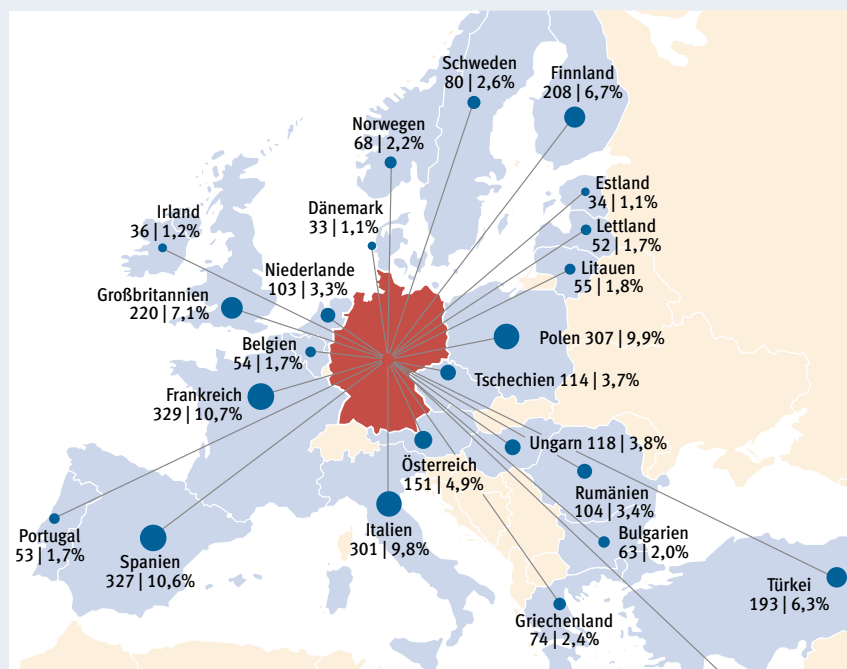 Schweden
80 | 2,6%
Finnland
208 | 6,7%
Norwegen
68 | 2,2%
Estland
34 | 1,1%
Irland
36 | 1,2%
Dänemark
33 | 1,1%
Lettland
52 | 1,7%
Niederlande
103 | 3,3%
Litauen
55 | 1,8%
Großbritannien
220 | 7,1%
Belgien
54 | 1,7%
Polen 307 | 9,9%
Tschechien 114 | 3,7%
Frankreich
329 | 10,7%
Ungarn 118 | 3,8%
Österreich
151 | 4,9%
Rumänien
104 | 3,4%
Italien
301 | 9,8%
Bulgarien
63 | 2,0%
Portugal
53 | 1,7%
Spanien
327 | 10,6%
Türkei
193 | 6,3%
Griechenland
74 | 2,4%